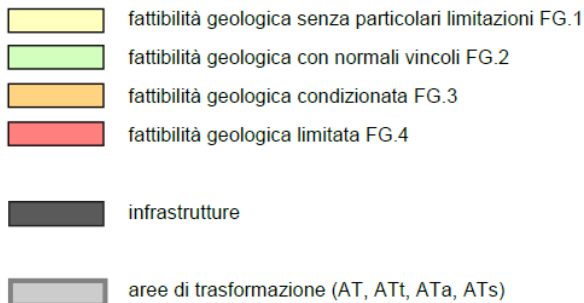 fattibilità geologica senza particolari limitazioni FG.1
fattibilità geologica con normali vincoli FG.2
fattibilità geologica condizionata FG.3
fattibilità geologica limitata FG.4
infrastrutture
aree di trasformazione (AT, ATt, ATa, ATs)